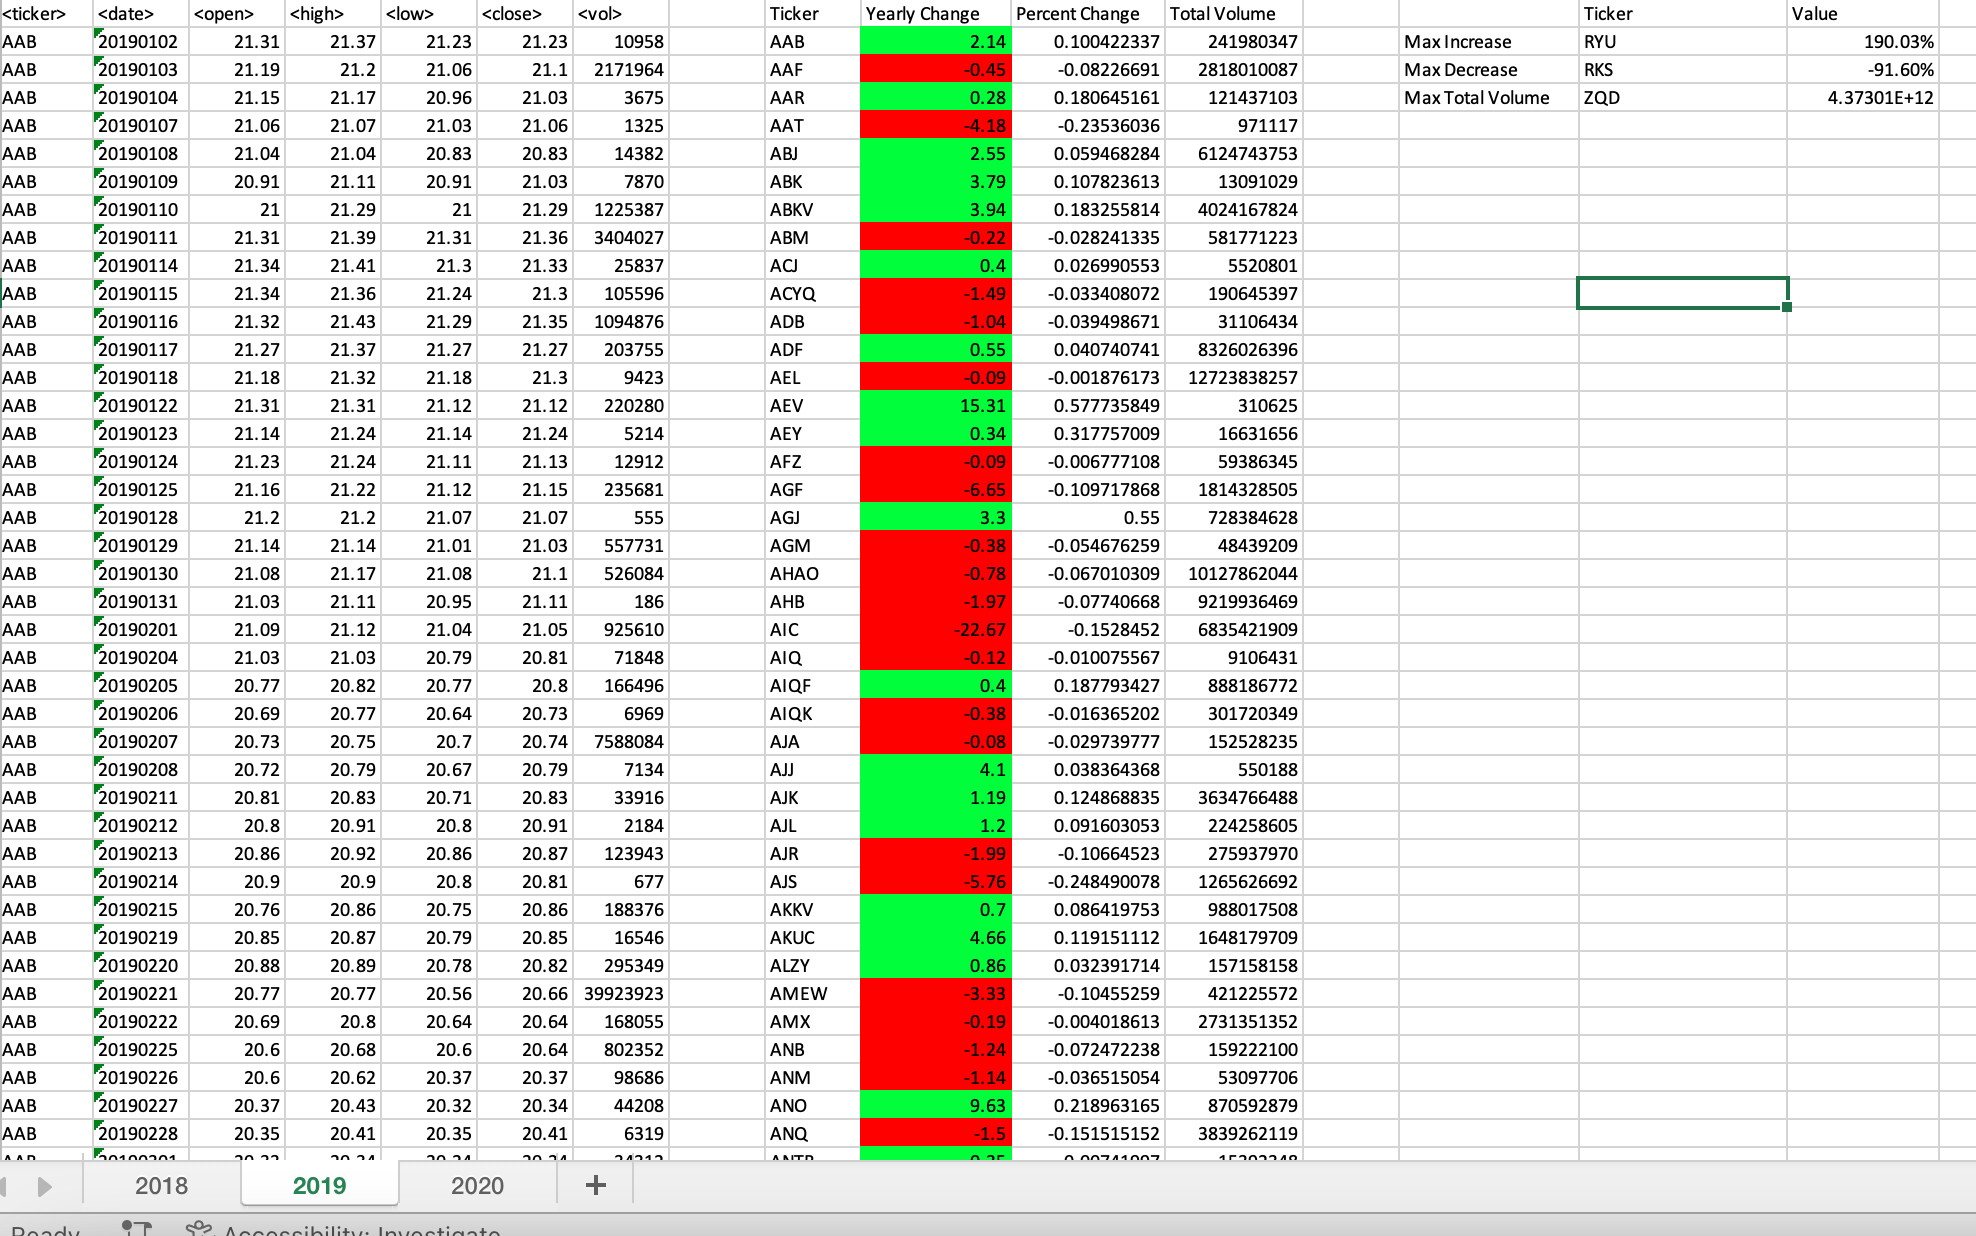 <ticker> <date> <open> <high> <low> <close> <vol> Ticker Yearly Change Percent Change Total Volume Ticker Value
AAB 20190102 21.31 21.37 21.23 21.23 10958 AAB 2.14 0.100422337 241980347 Max Increase RYU 190.03%
AAB 20190103 21.19 21.2 21.06 21.1 2171964 AAF -0.45 -0.08226691 2818010087 Max Decrease RKS -91.60%
AAB 20190104 21.15 21.17 20.96 21.03 3675 AAR 0.28 0.180645161 121437103 Max Total Volume ZQD 4.37301E+12
AAB 20190107 21.06 21.07 21.03 21.06 1325 AAT -4.18 -0.23536036 971117
AAB 20190108 21.04 21.04 20.83 20.83 14382 ABJ 2.55 0.059468284 6124743753
AAB 20190109 20.91 21.11 20.91 21.03 7870 ABK 3.79 0.107823613 13091029
AAB 20190110 21 21.29 21 21.29 1225387 ABKV 3.94 0.183255814 4024167824
AAB 20190111 21.31 21.39 21.31 21.36 3404027 ABM -0.22 -0.028241335 581771223
AAB 20190114 21.34 21.41 21.3 21.33 25837 ACJ 0.4 0.026990553 5520801
AAB 20190115 21.34 21.36 21.24 21.3 105596 ACYQ -1.49 -0.033408072 190645397
AAB 20190116 21.32 21.43 21.29 21.35 1094876 ADB -1.04 -0.039498671 31106434
AAB 20190117 21.27 21.37 21.27 21.27 203755 ADF 0.55 0.040740741 8326026396
AAB 20190118 21.18 21.32 21.18 21.3 9423 AEL -0.09 -0.001876173 12723838257
AAB 20190122 21.31 21.31 21.12 21.12 220280 AEV 15.31 0.577735849 310625
AAB 20190123 21.14 21.24 21.14 21.24 5214 AEY 0.34 0.317757009 16631656
AAB 20190124 21.23 21.24 21.11 21.13 12912 AFZ -0.09 -0.006777108 59386345
AAB 20190125 21.16 21.22 21.12 21.15 235681 AGF -6.65 -0.109717868 1814328505
AAB 20190128 21.2 21.2 21.07 21.07 555 AGJ 3.3 0.55 728384628
AAB 20190129 21.14 21.14 21.01 21.03 557731 AGM -0.38 -0.054676259 48439209
AAB 20190130 21.08 21.17 21.08 21.1 526084 AHAO -0.78 -0.067010309 10127862044
AAB 20190131 21.03 21.11 20.95 21.11 186 AHB -1.97 -0.07740668 9219936469
AAB 20190201 21.09 21.12 21.04 21.05 925610 AIC -22.67 -0.1528452 6835421909
AAB 20190204 21.03 21.03 20.79 20.81 71848 AIQ -0.12 -0.010075567 9106431
AAB 20190205 20.77 20.82 20.77 20.8 166496 AIQF 0.4 0.187793427 888186772
AAB 20190206 20.69 20.77 20.64 20.73 6969 AIQK -0.38 -0.016365202 301720349
AAB 20190207 20.73 20.75 20.7 20.74 7588084 AJA -0.08 -0.029739777 152528235
AAB 20190208 20.72 20.79 20.67 20.79 7134 AJJ 4.1 0.038364368 550188
AAB 20190211 20.81 20.83 20.71 20.83 33916 AJK 1.19 0.124868835 3634766488
AAB 20190212 20.8 20.91 20.8 20.91 2184 AJL 1.2 0.091603053 224258605
AAB 20190213 20.86 20.92 20.86 20.87 123943 AJR -1.99 -0.10664523 275937970
AAB 20190214 20.9 20.9 20.8 20.81 677 AJS -5.76 -0.248490078 1265626692
AAB 20190215 20.76 20.86 20.75 20.86 188376 AKKV 0.7 0.086419753 988017508
AAB 20190219 20.85 20.87 20.79 20.85 16546 AKUC 4.66 0.119151112 1648179709
AAB 20190220 20.88 20.89 20.78 20.82 295349 ALZY 0.86 0.032391714 157158158
AAB 20190221 20.77 20.77 20.56 20.66 39923923 AMEW -3.33 -0.10455259 421225572
AAB 20190222 20.69 20.8 20.64 20.64 168055 AMX -0.19 -0.004018613 2731351352
AAB 20190225 20.6 20.68 20.6 20.64 802352 ANB -1.24 -0.072472238 159222100
AAB 20190226 20.6 20.62 20.37 20.37 98686 ANM -1.14 -0.036515054 53097706
AAB 20190227 20.37 20.43 20.32 20.34 44208 ANO 9.63 0.218963165 870592879
AAB 20190228 20.35 20.41 20.35 20.41 6319 ANQ -1.5 -0.151515152 3839262119
2018 2019 2020 +
Ready Accessibility: Investigate